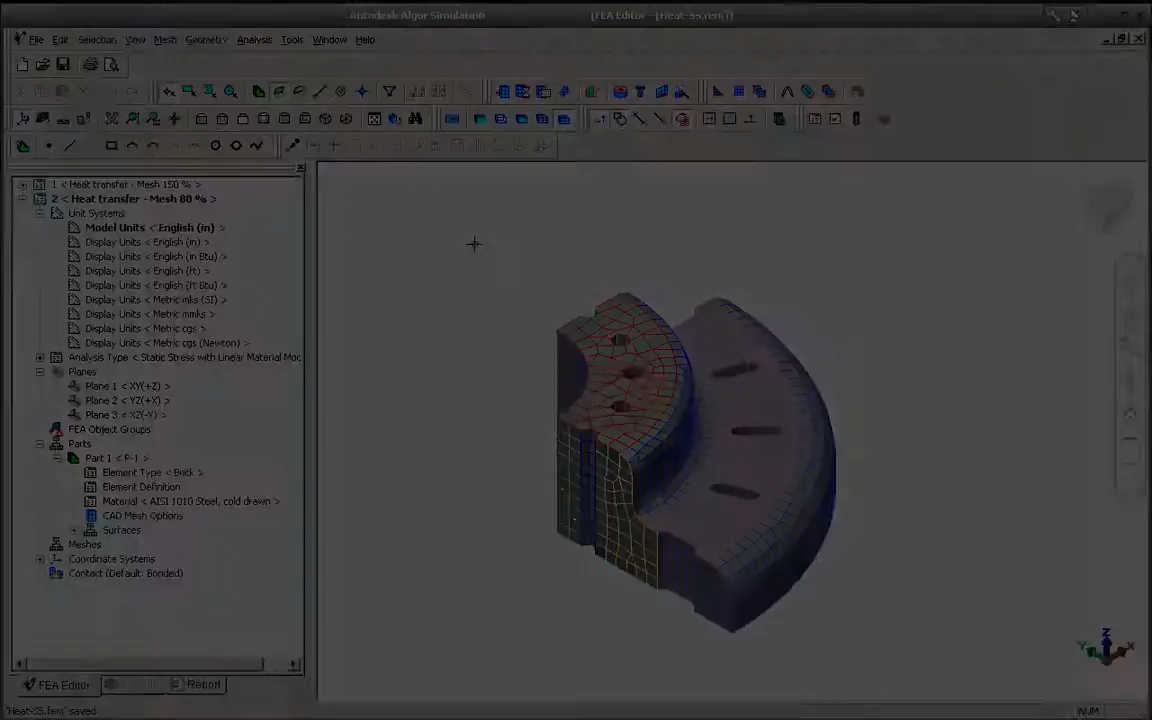 Autodesk Algor Simulation
[FEA Editor - [Heat-SS.fem]]
File Edit Selection View Mesh Geometry Analysis Tools Window Help
1 < Heat transfer - Mesh 150 % >
2 < Heat transfer - Mesh 80 % >
Unit Systems
Model Units < English (in) >
Display Units < English (in) >
Display Units < English (in Btu) >
Display Units < English (ft) >
Display Units < English (ft Btu) >
Display Units < Metric mks (SI) >
Display Units < Metric mmks >
Display Units < Metric cgs >
Display Units < Metric cgs (Newton) >
Analysis Type < Static Stress with Linear Material Moc
Planes
Plane 1 < XY(+Z) >
Plane 2 < YZ(+X) >
Plane 3 < XZ(-Y) >
FEA Object Groups
Parts
Part 1 < P-1 >
Element Type < Brick >
Element Definition
Material < AISI 1010 Steel, cold drawn >
CAD Mesh Options
Surfaces
Meshes
Coordinate Systems
Contact (Default: Bonded)
Z
Y
X
FEA Editor
Report
"Heat-SS.fem" saved
NUM